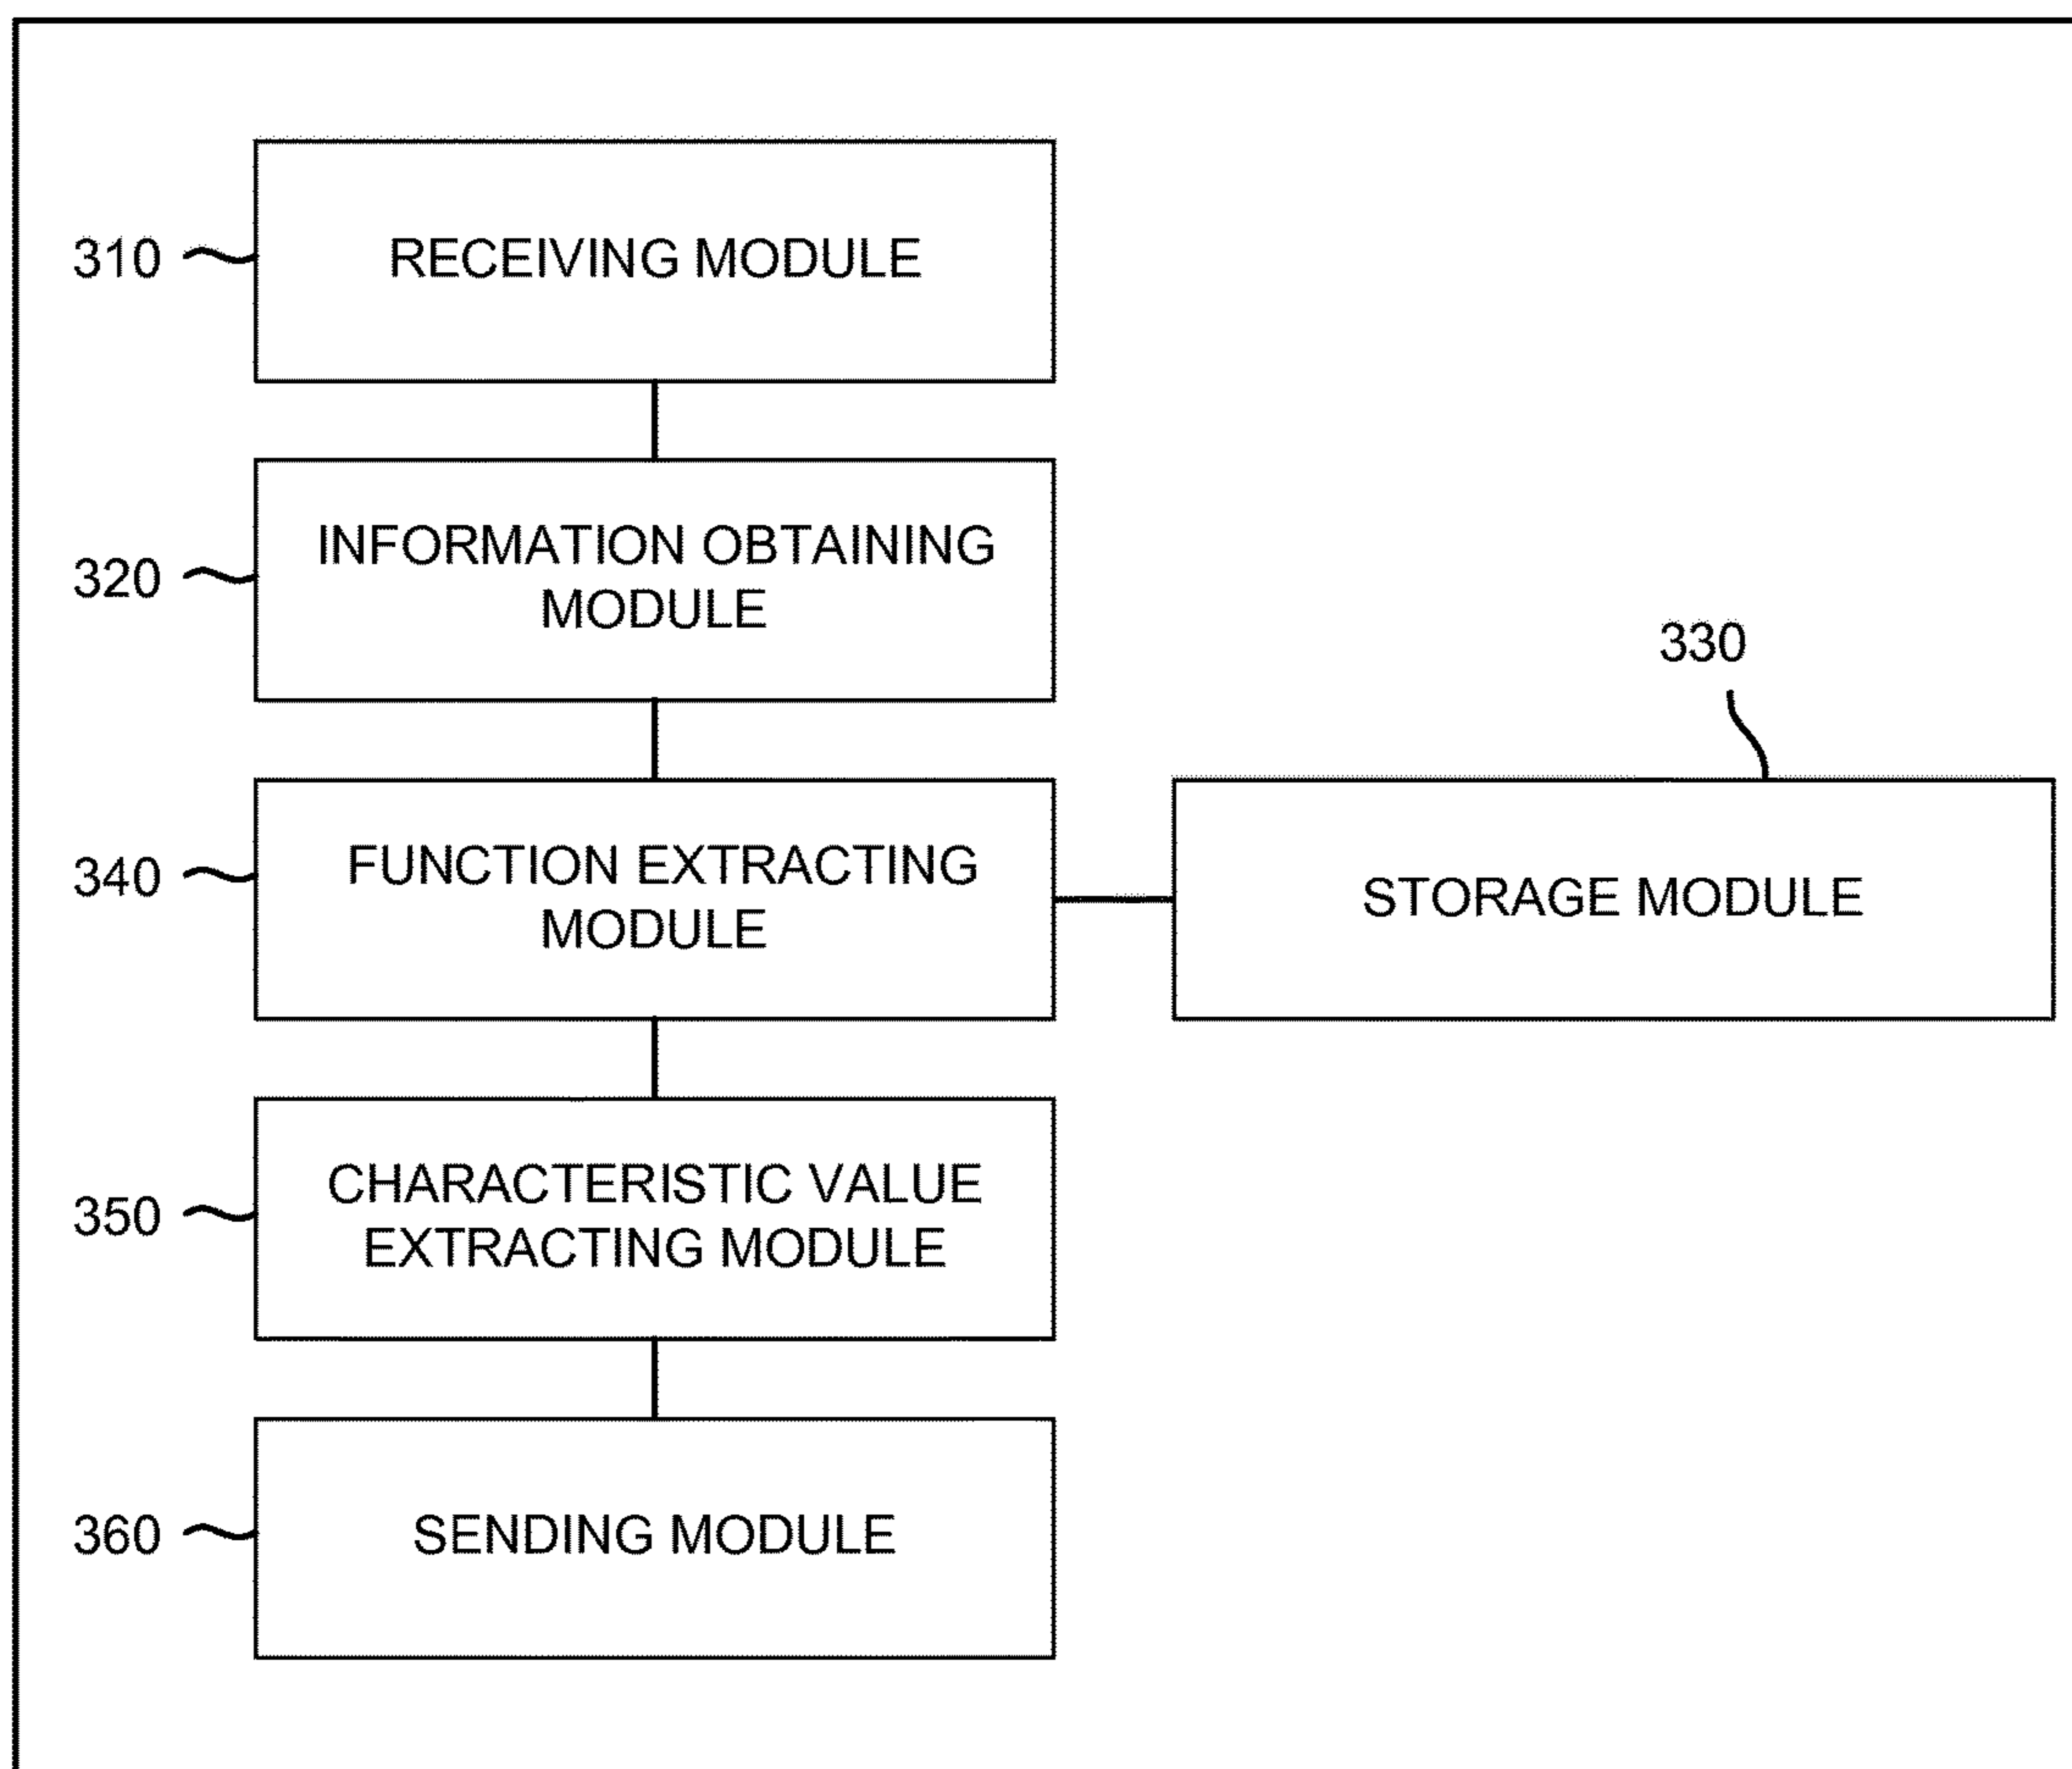 310
RECEIVING MODULE
320
INFORMATION OBTAINING
MODULE
330
340
FUNCTION EXTRACTING
MODULE
STORAGE MODULE
350
CHARACTERISTIC VALUE
EXTRACTING MODULE
360
SENDING MODULE